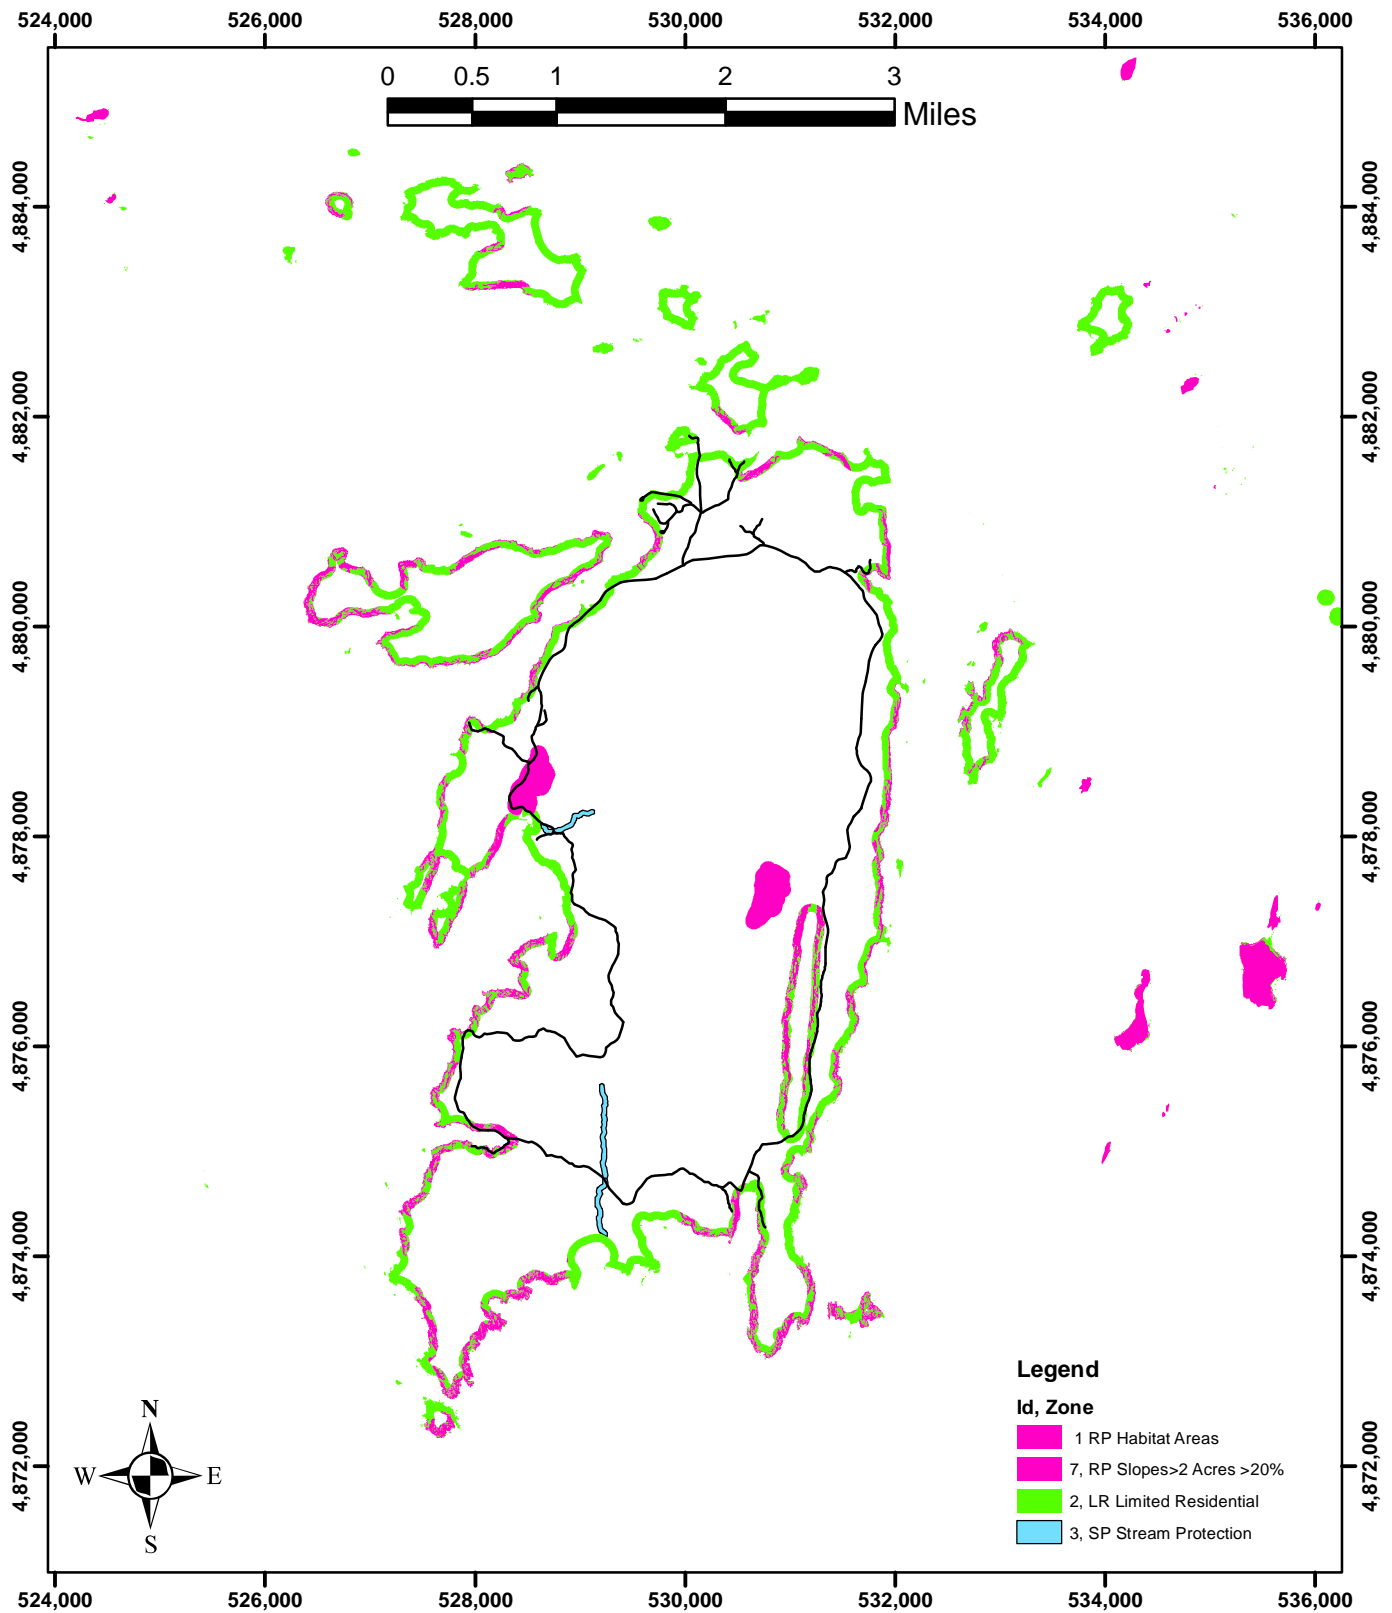 524,000 526,000 528,000 530,000 532,000 534,000 536,000
0 0.5 1 2 3
Miles
4,884,000 4,884,000
4,882,000 4,882,000
4,880,000 4,880,000
4,878,000 4,878,000
4,876,000 4,876,000
4,874,000 4,874,000
4,872,000 4,872,000
Legend
Id, Zone
1 RP Habitat Areas
7, RP Slopes>2 Acres >20%
2, LR Limited Residential
3, SP Stream Protection
N
W E
S
524,000 526,000 528,000 530,000 532,000 534,000 536,000